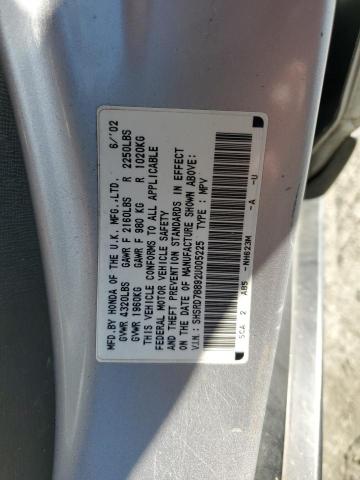 MFD.BY HONDA OF THE U.K. MFG.,LTD. 6/'02
GVWR 4320LBS GAWR F 2160LBS R 2250LBS
GVWR 1960KG GAWR F 980 KG R 1020KG
THIS VEHICLE CONFORMS TO ALL APPLICABLE
FEDERAL MOTOR VEHICLE SAFETY
AND THEFT PREVENTION STANDARDS IN EFFECT
ON THE DATE OF MANUFACTURE SHOWN ABOVE.
V.I.N.: SHSRD78892U005225 TYPE : MPV
SCA 2 ABS -NH623M -A -U